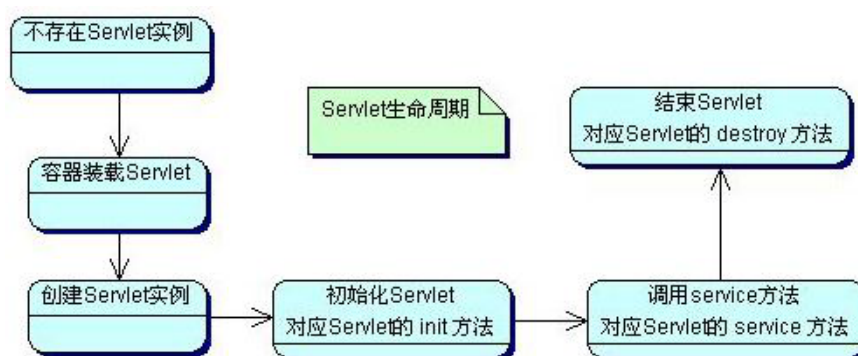 不存在Servlet实例
Servlet生命周期
结束Servlet
对应Servlet的 destroy 方法
容器装载Servlet
创建Servlet实例
初始化Servlet
对应Servlet的 init 方法
调用service方法
对应Servlet的 service 方法